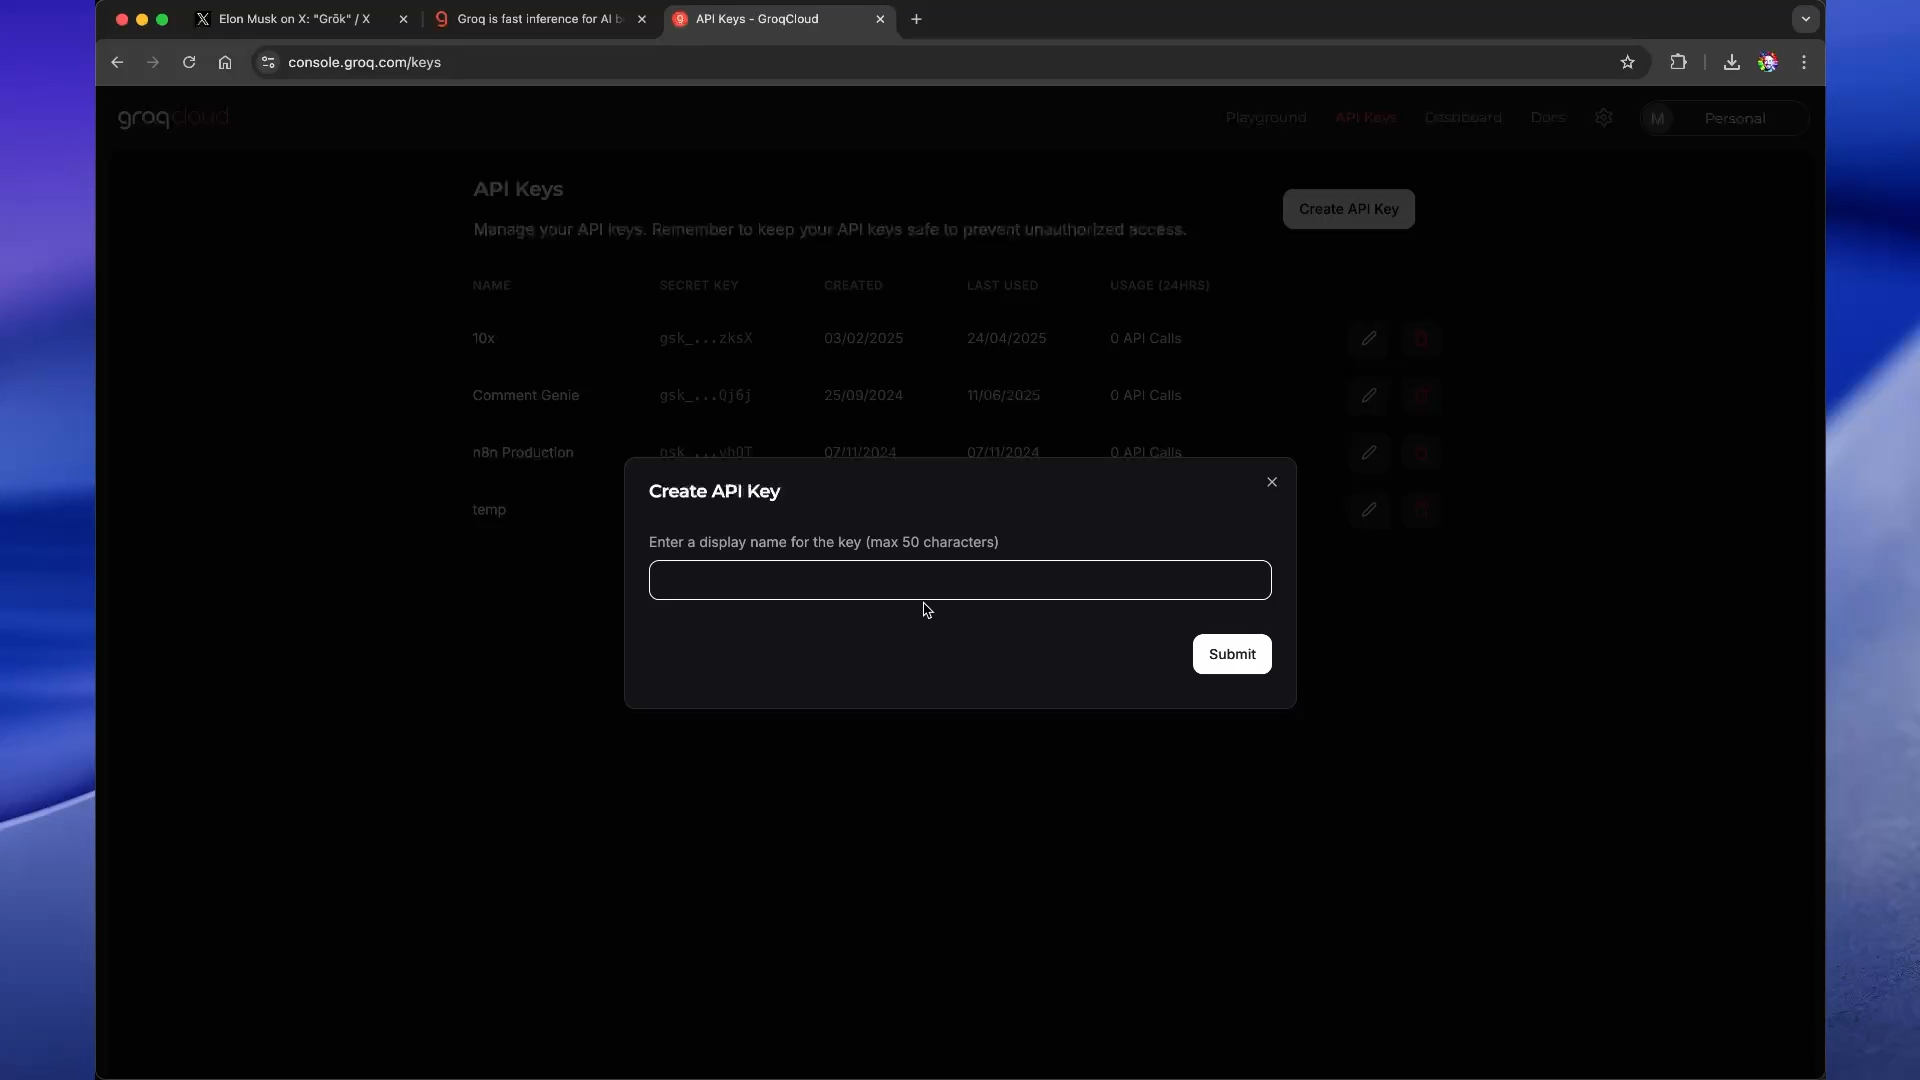 Elon Musk on X: "Grōk" / X
Groq is fast inference for AI b
API Keys - GroqCloud
console.groq.com/keys
groqcloud
Playground API Keys Dashboard Docs M Personal
API Keys
Create API Key
Manage your API keys. Remember to keep your API keys safe to prevent unauthorized access.
NAME SECRET KEY CREATED LAST USED USAGE (24HRS)
10x gsk_...zksX 03/02/2025 24/04/2025 0 API Calls
Comment Genie gsk_...Qj6j 25/09/2024 11/06/2025 0 API Calls
n8n Production gsk_...yhQT 07/11/2024 07/11/2024 0 API Calls
temp
Create API Key
Enter a display name for the key (max 50 characters)
Submit